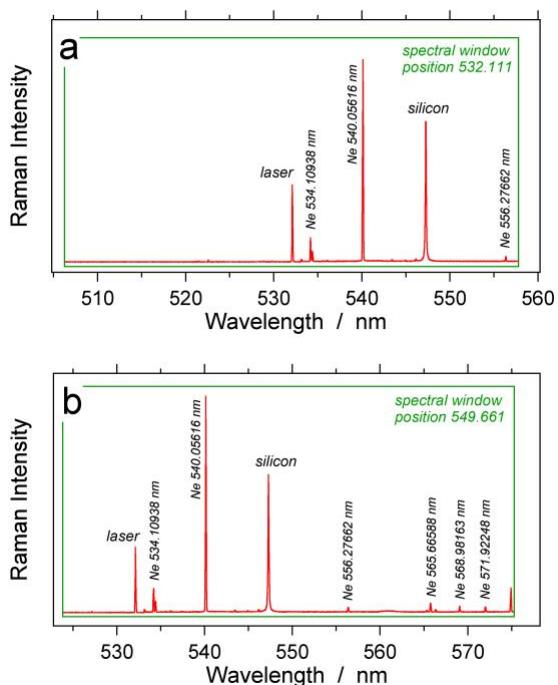 a
spectral window
position 532.111
Raman Intensity
laser
Ne 534.10938 nm
Ne 540.05616 nm
silicon
Ne 556.27662 nm
510 520 530 540 550 560
Wavelength / nm
b
spectral window
position 549.661
Raman Intensity
laser
Ne 534.10938 nm
Ne 540.05616 nm
silicon
Ne 556.27662 nm
Ne 565.66588 nm
Ne 568.98163 nm
Ne 571.92248 nm
530 540 550 560 570
Wavelength / nm